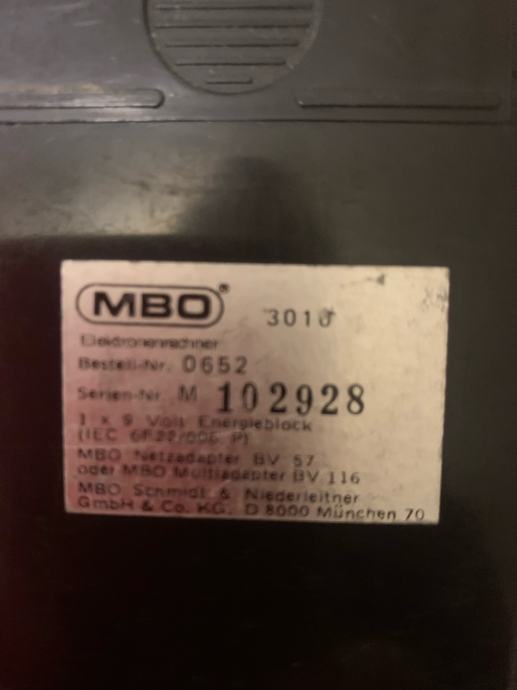 MBO® 3010
Elektronenrechner
Bestell-Nr. 0652
Serien-Nr. M 102928
1 x 9 Volt Energieblock
(IEC 6F22/006 P)
MBO Netzadapter BV 57
oder MBO Multiadapter BV 116
MBO Schmidt & Niederleitner
GmbH & Co. KG. D 8000 München 70